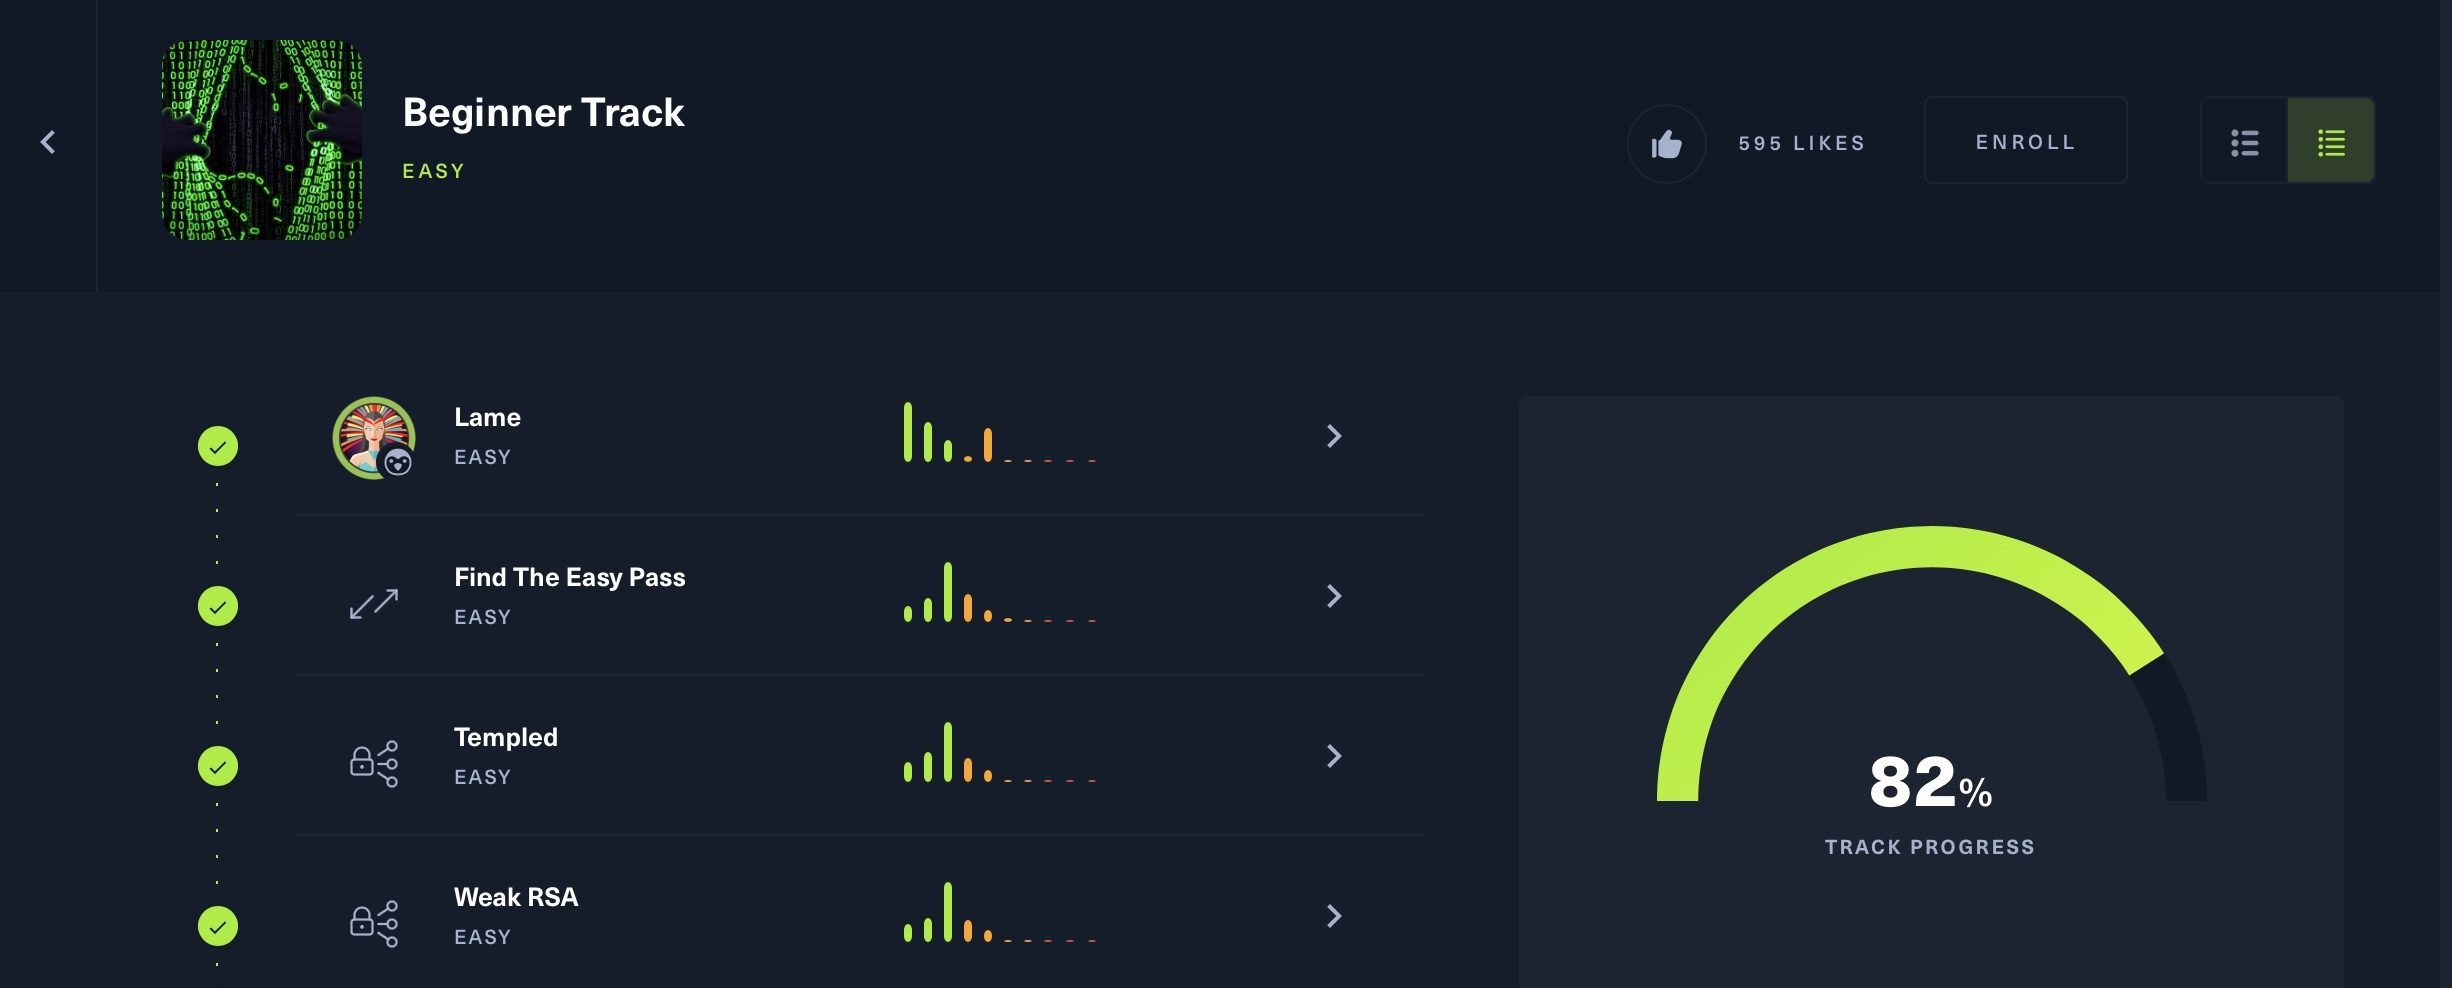 Beginner Track
EASY
595 LIKES
ENROLL
Lame
EASY
Find The Easy Pass
EASY
Templed
EASY
Weak RSA
EASY
82%
TRACK PROGRESS